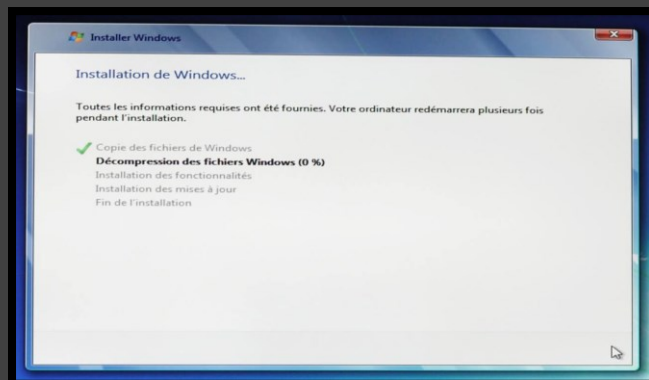 Installer Windows
Installation de Windows...
Toutes les informations requises ont été fournies. Votre ordinateur redémarrera plusieurs fois
pendant l'installation.
Copie des fichiers de Windows
Décompression des fichiers Windows (0 %)
Installation des fonctionnalités
Installation des mises à jour
Fin de l'installation